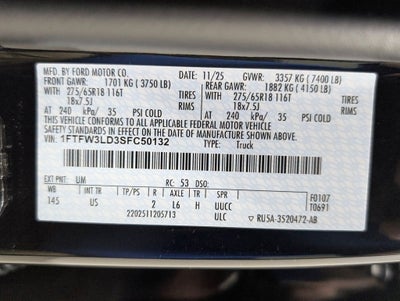 MFD. BY FORD MOTOR CO. 11/25 GVWR: 3357 KG (7400 LB)
FRONT GAWR: 1701 KG (3750 LB) REAR GAWR: 1882 KG (4150 LB)
WITH 275/65R18 116T TIRES WITH 275/65R18 116T TIRES
18x7.5J RIMS 18x7.5J RIMS
AT 240 kPa/ 35 PSI COLD AT 240 kPa/ 35 PSI COLD
THIS VEHICLE CONFORMS TO ALL APPLICABLE FEDERAL MOTOR VEHICLE
SAFETY AND THEFT PREVENTION STANDARDS IN EFFECT ON THE DATE OF MANUFACTURE SHOWN ABOVE.
VIN: 1FTFW3LD3SFC50132 TYPE: Truck
EXT PNT: UM RC: 53 DSO:
WB INT TR TP/PS R AXLE TR SPR F0107
145 US 2 L6 H UUCC T0691
2202511205713 ULC RU5A-3520472-AB